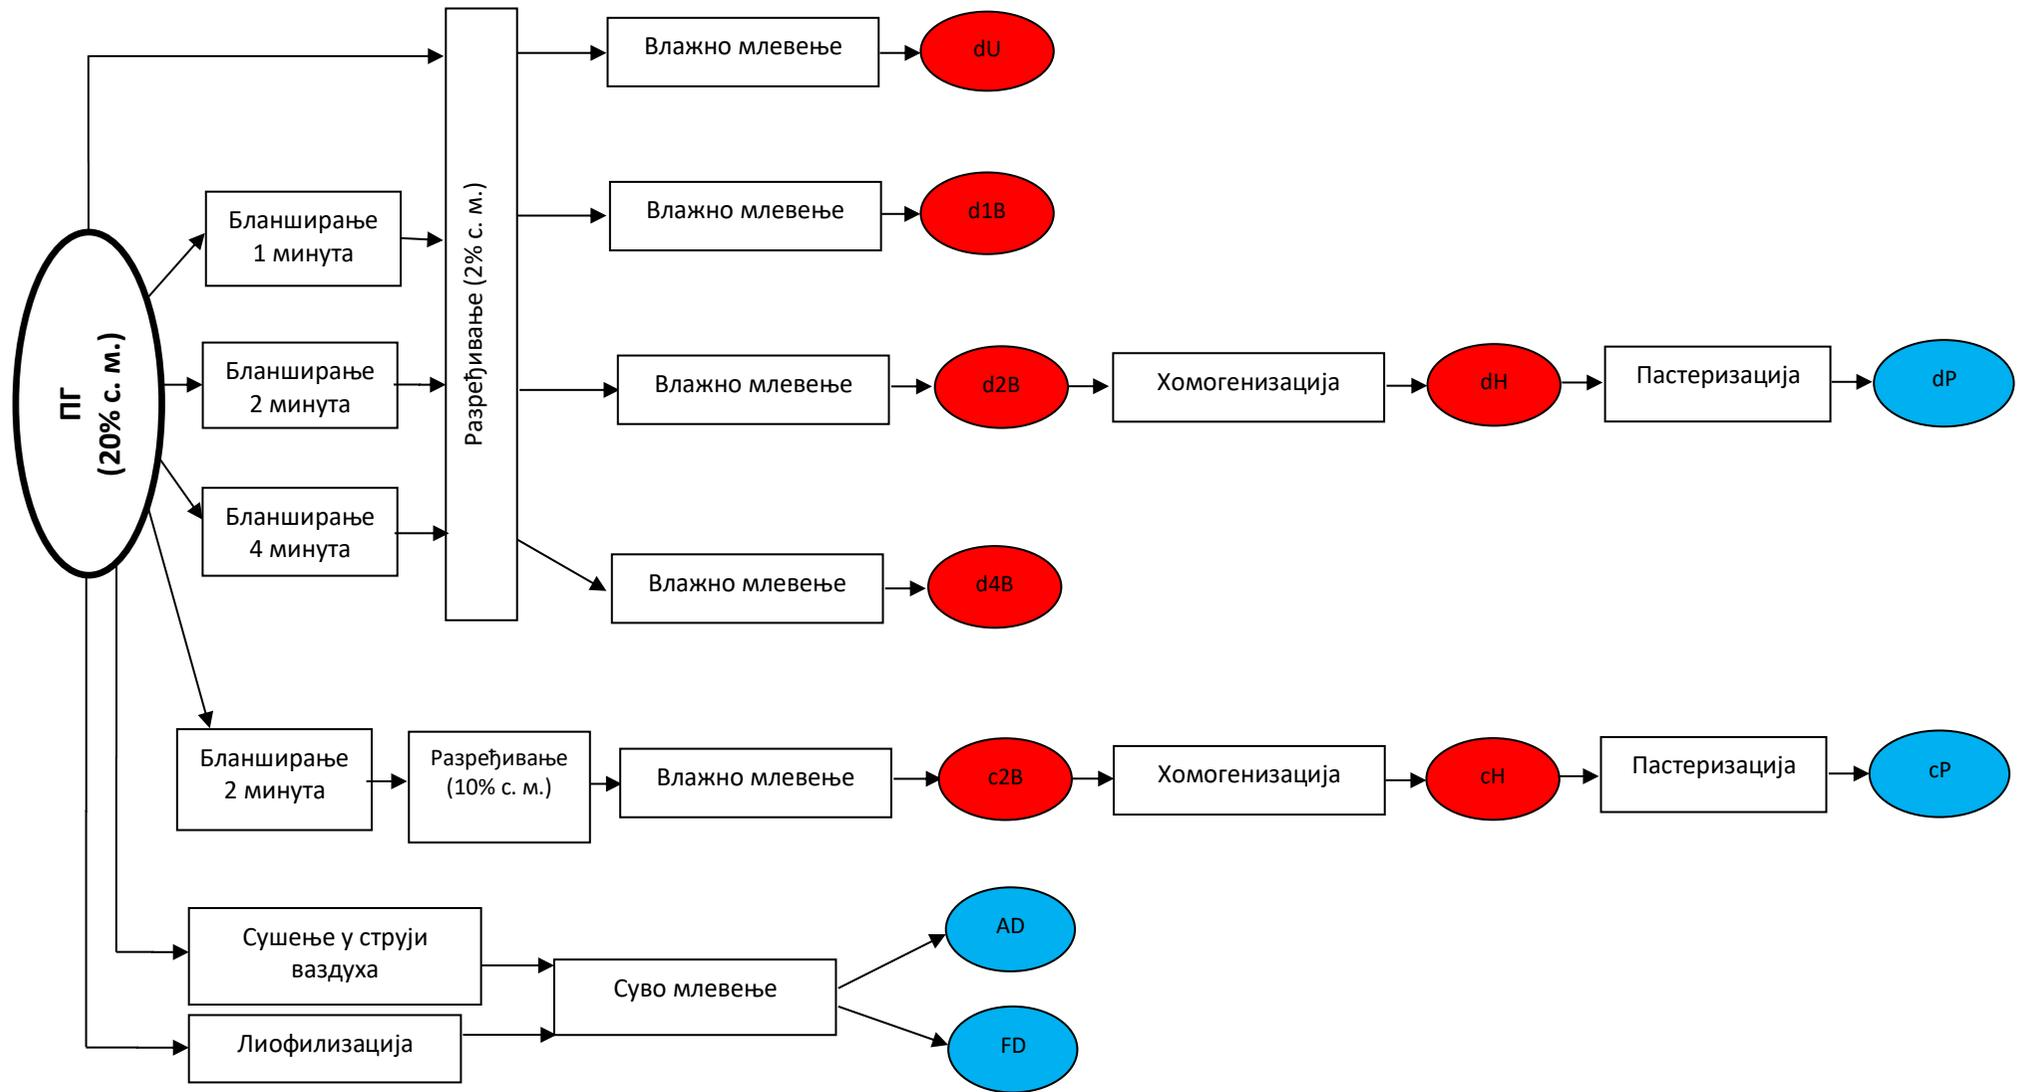 Влажно млевење
dU
Бланширање
1 минута
Влажно млевење
d1B
ПГ
(20% с. м.)
Разређивање (2% с. м.)
Бланширање
2 минута
Влажно млевење
d2B
Хомогенизација
dH
Пастеризација
dP
Бланширање
4 минута
Влажно млевење
d4B
Бланширање
2 минута
Разређивање
(10% с. м.)
Влажно млевење
c2B
Хомогенизација
cH
Пастеризација
cP
Сушење у струји
ваздуха
Лиофилизација
Суво млевење
AD
FD